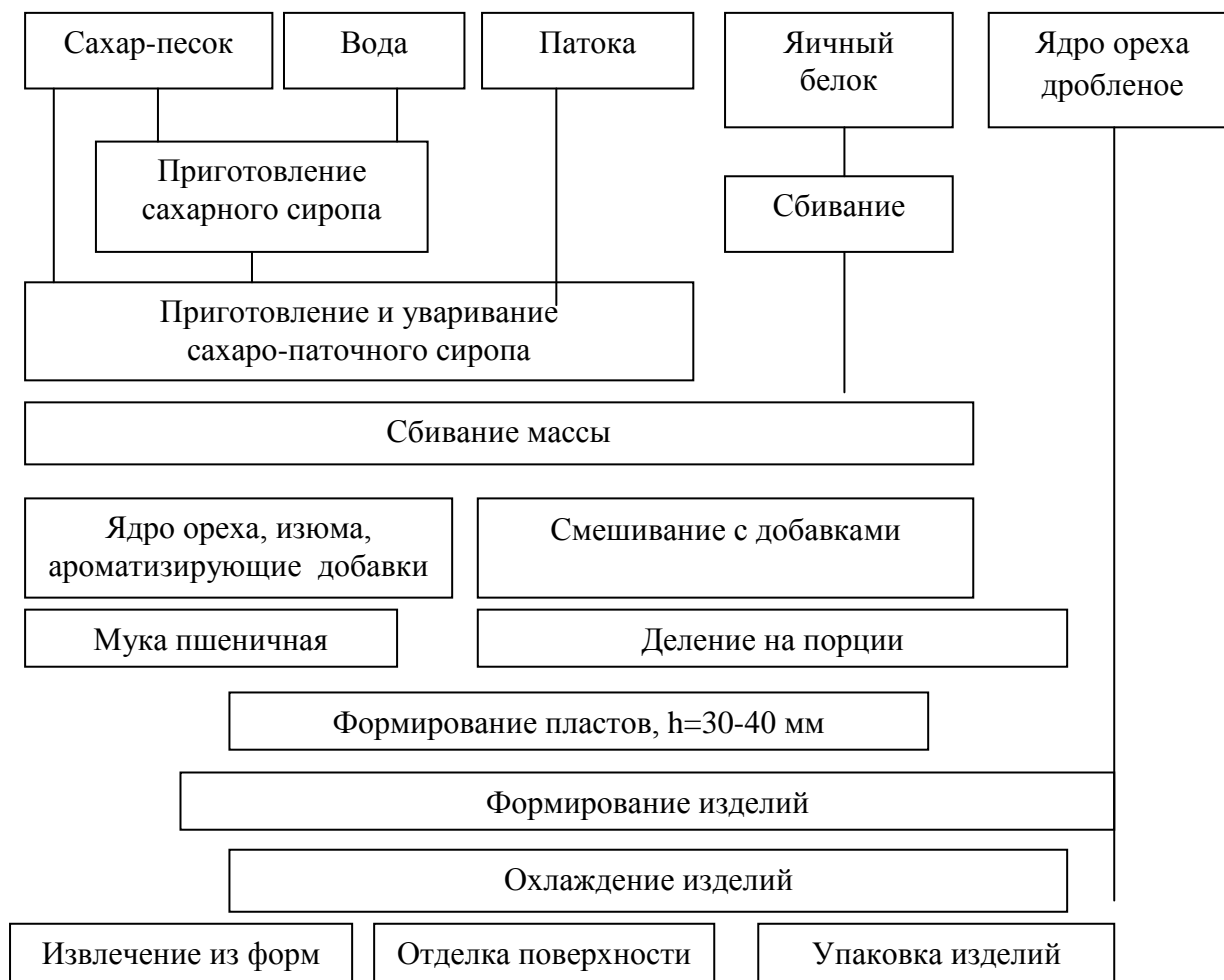 Сахар-песок
Вода
Патока
Яичный
белок
Ядро ореха
дробленое
Приготовление
сахарного сиропа
Сбивание
Приготовление и уваривание
сахаро-паточного сиропа
Сбивание массы
Ядро ореха, изюма,
ароматизирующие добавки
Смешивание с добавками
Мука пшеничная
Деление на порции
Формирование пластов, h=30-40 мм
Формирование изделий
Охлаждение изделий
Извлечение из форм
Отделка поверхности
Упаковка изделий